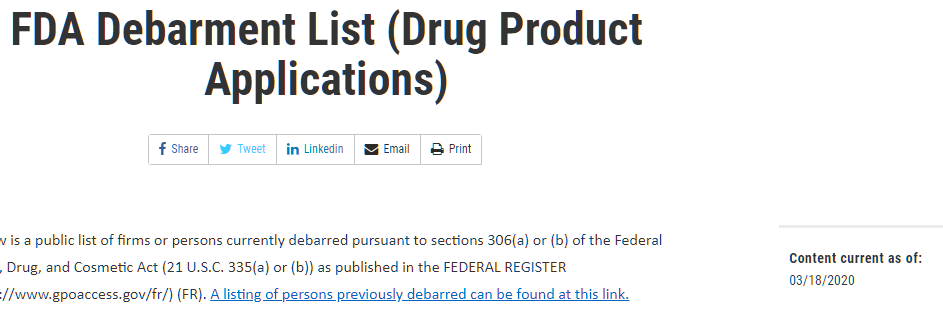 FDA Debarment List (Drug Product
Applications)
Share Tweet Linkedin Email Print
is a public list of firms or persons currently debarred pursuant to sections 306(a) or (b) of the Federal
, Drug, and Cosmetic Act (21 U.S.C. 335(a) or (b)) as published in the FEDERAL REGISTER
://www.gpoaccess.gov/fr/) (FR). A listing of persons previously debarred can be found at this link.
Content current as of:
03/18/2020